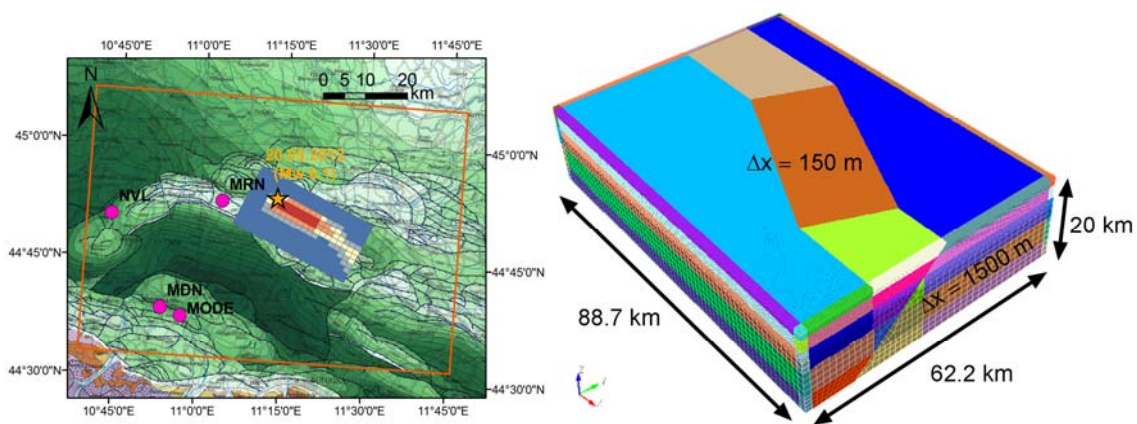 10°45'0"E 11°0'0"E 11°15'0"E 11°30'0"E 11°45'0"E
N
0 5 10 20
km
45°0'0"N
45°0'0"N
20.05.2012
NVL
MRN
44°45'0"N
44°45'0"N
MDN
MODE
44°30'0"N
44°30'0"N
10°45'0"E 11°0'0"E 11°15'0"E 11°30'0"E 11°45'0"E
Δx = 150 m
20 km
Δx = 1500 m
88.7 km
62.2 km